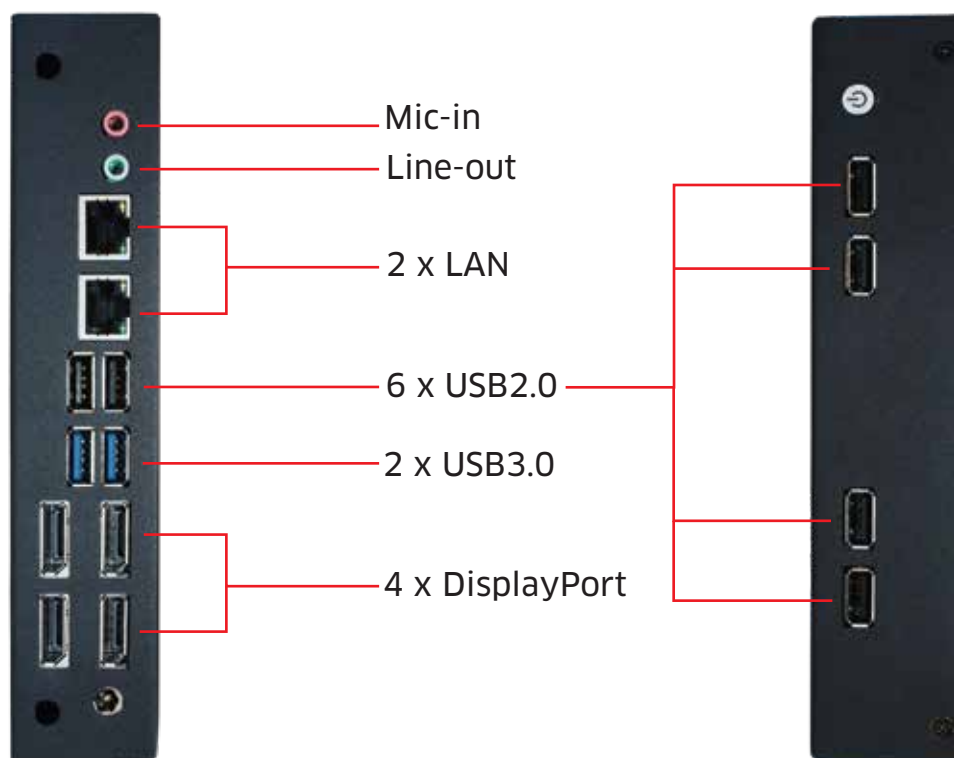 Mic-in
Line-out
2 x LAN
6 x USB2.0
2 x USB3.0
4 x DisplayPort